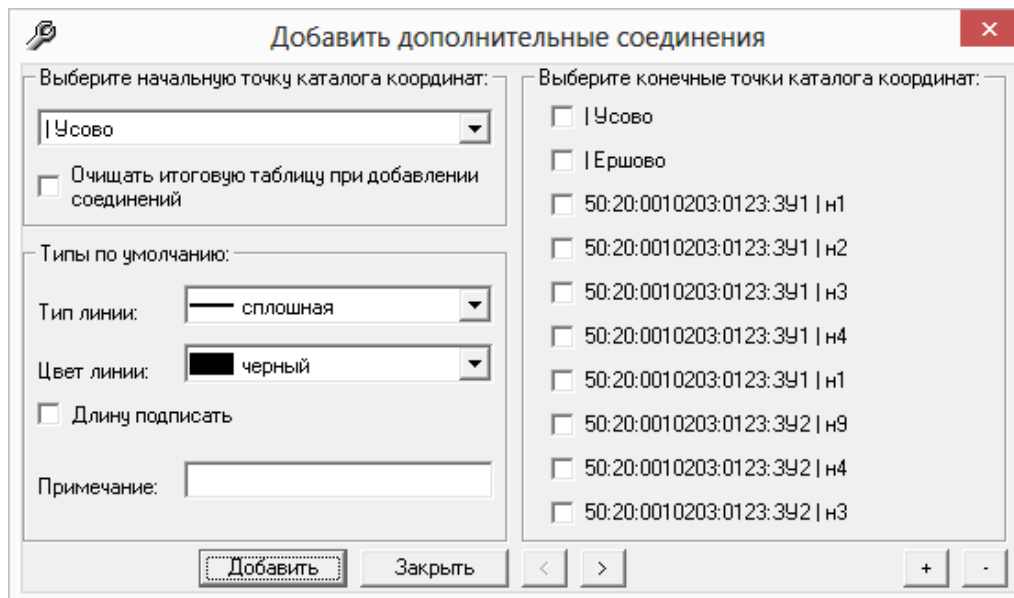 Добавить дополнительные соединения
Выберите начальную точку каталога координат:
| Усово
Очищать итоговую таблицу при добавлении
соединений
Типы по умолчанию:
Тип линии:
сплошная
Цвет линии:
черный
Длину подписать
Примечание:
Добавить
Закрыть
Выберите конечные точки каталога координат:
| Усово
| Ершово
50:20:0010203:0123:ЗУ1 | н1
50:20:0010203:0123:ЗУ1 | н2
50:20:0010203:0123:ЗУ1 | н3
50:20:0010203:0123:ЗУ1 | н4
50:20:0010203:0123:ЗУ1 | н1
50:20:0010203:0123:ЗУ2 | н9
50:20:0010203:0123:ЗУ2 | н4
50:20:0010203:0123:ЗУ2 | н3
< > + -